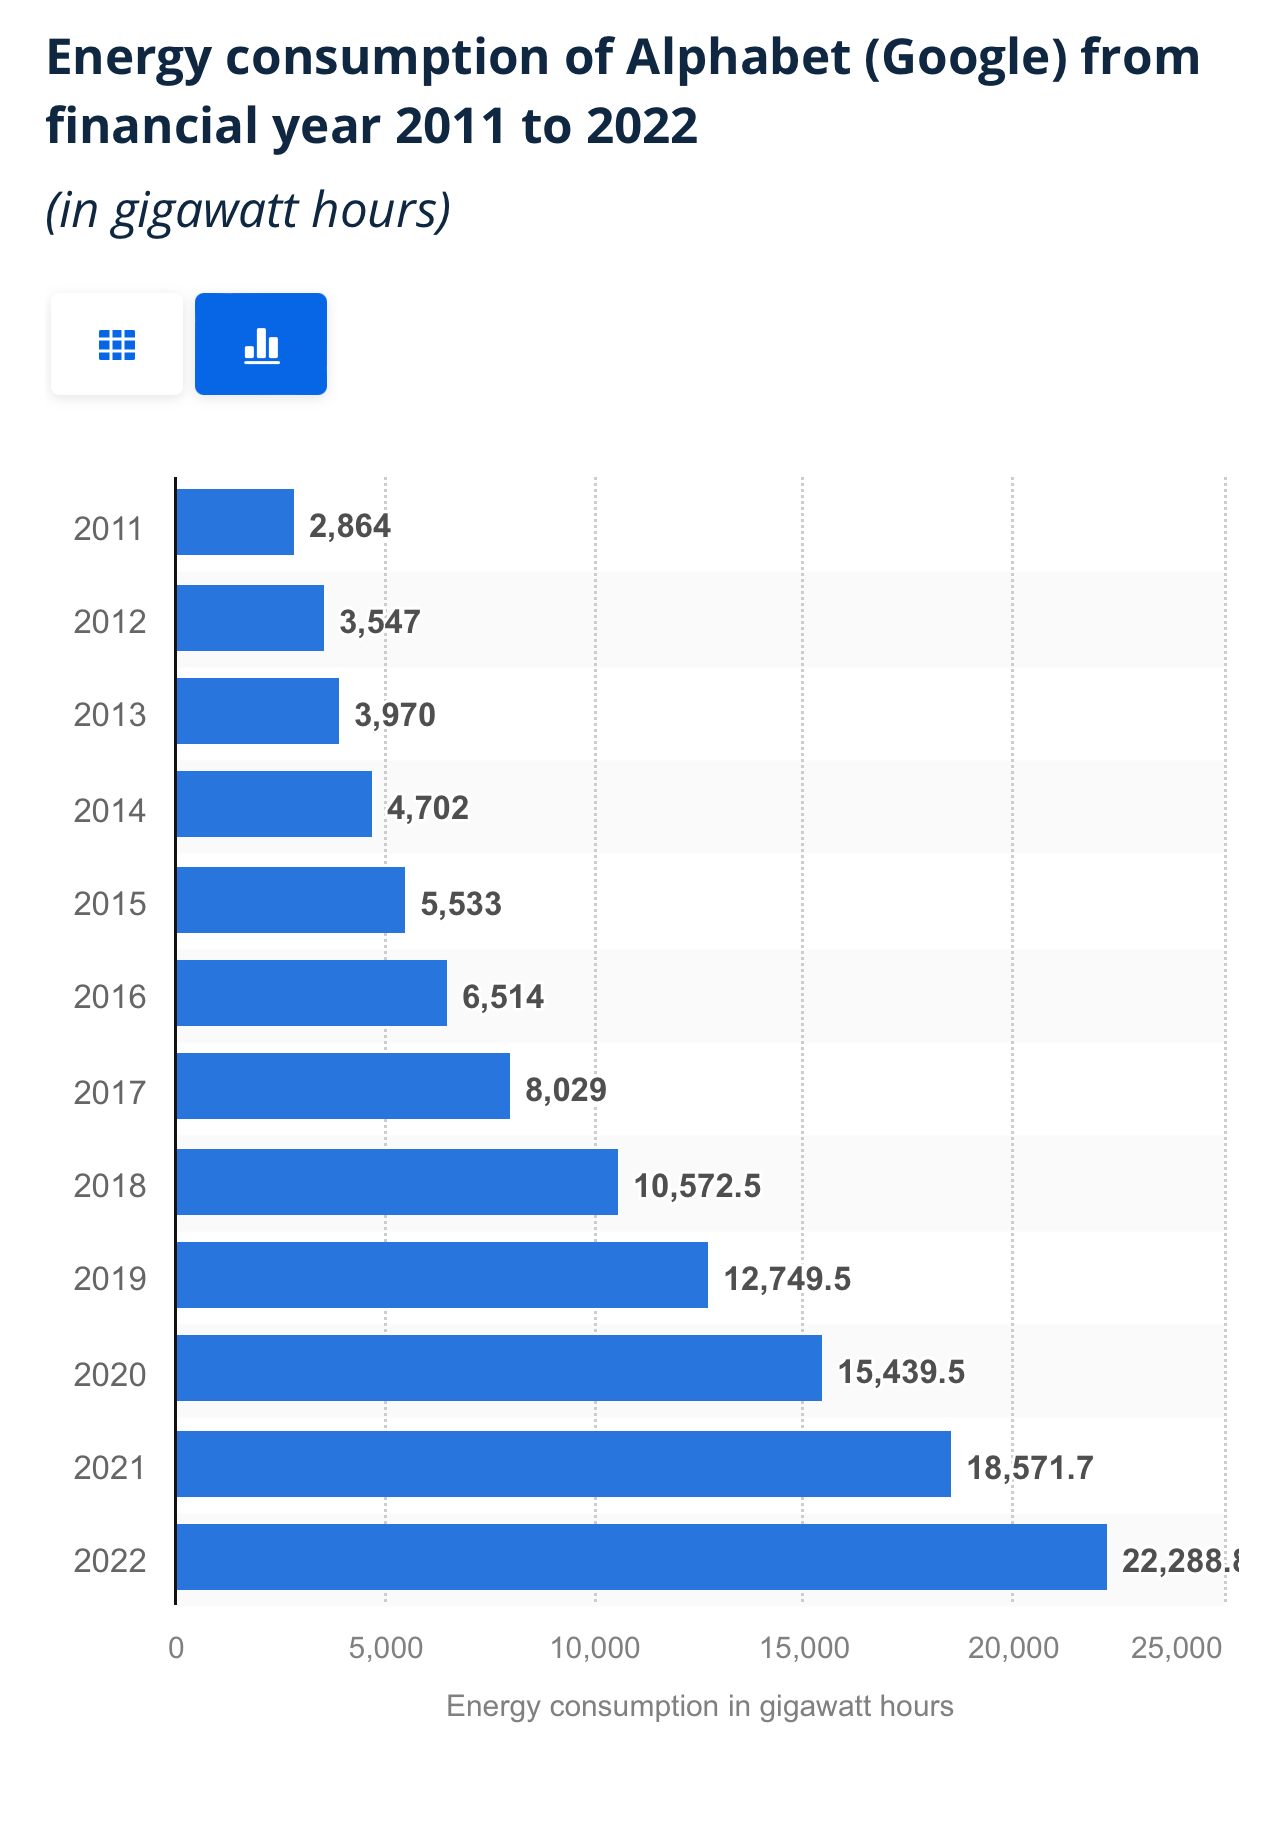 Energy consumption of Alphabet (Google) from
financial year 2011 to 2022
(in gigawatt hours)
2011 2,864
2012 3,547
2013 3,970
2014 4,702
2015 5,533
2016 6,514
2017 8,029
2018 10,572.5
2019 12,749.5
2020 15,439.5
2021 18,571.7
2022 22,288.8
0 5,000 10,000 15,000 20,000 25,000
Energy consumption in gigawatt hours